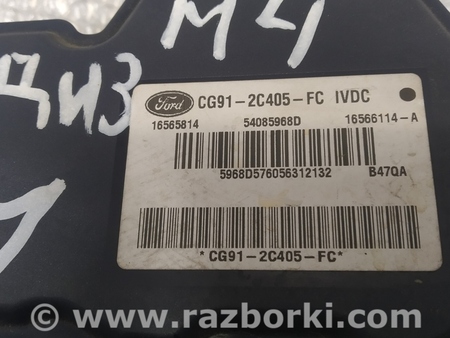 М4
ДИЗ
Ford CG91-2C405-FC IVDC
16565814 54085968D 16566114-A
5968D576056312132 B47QA
*CG91-2C405-FC*
www.razborki.com